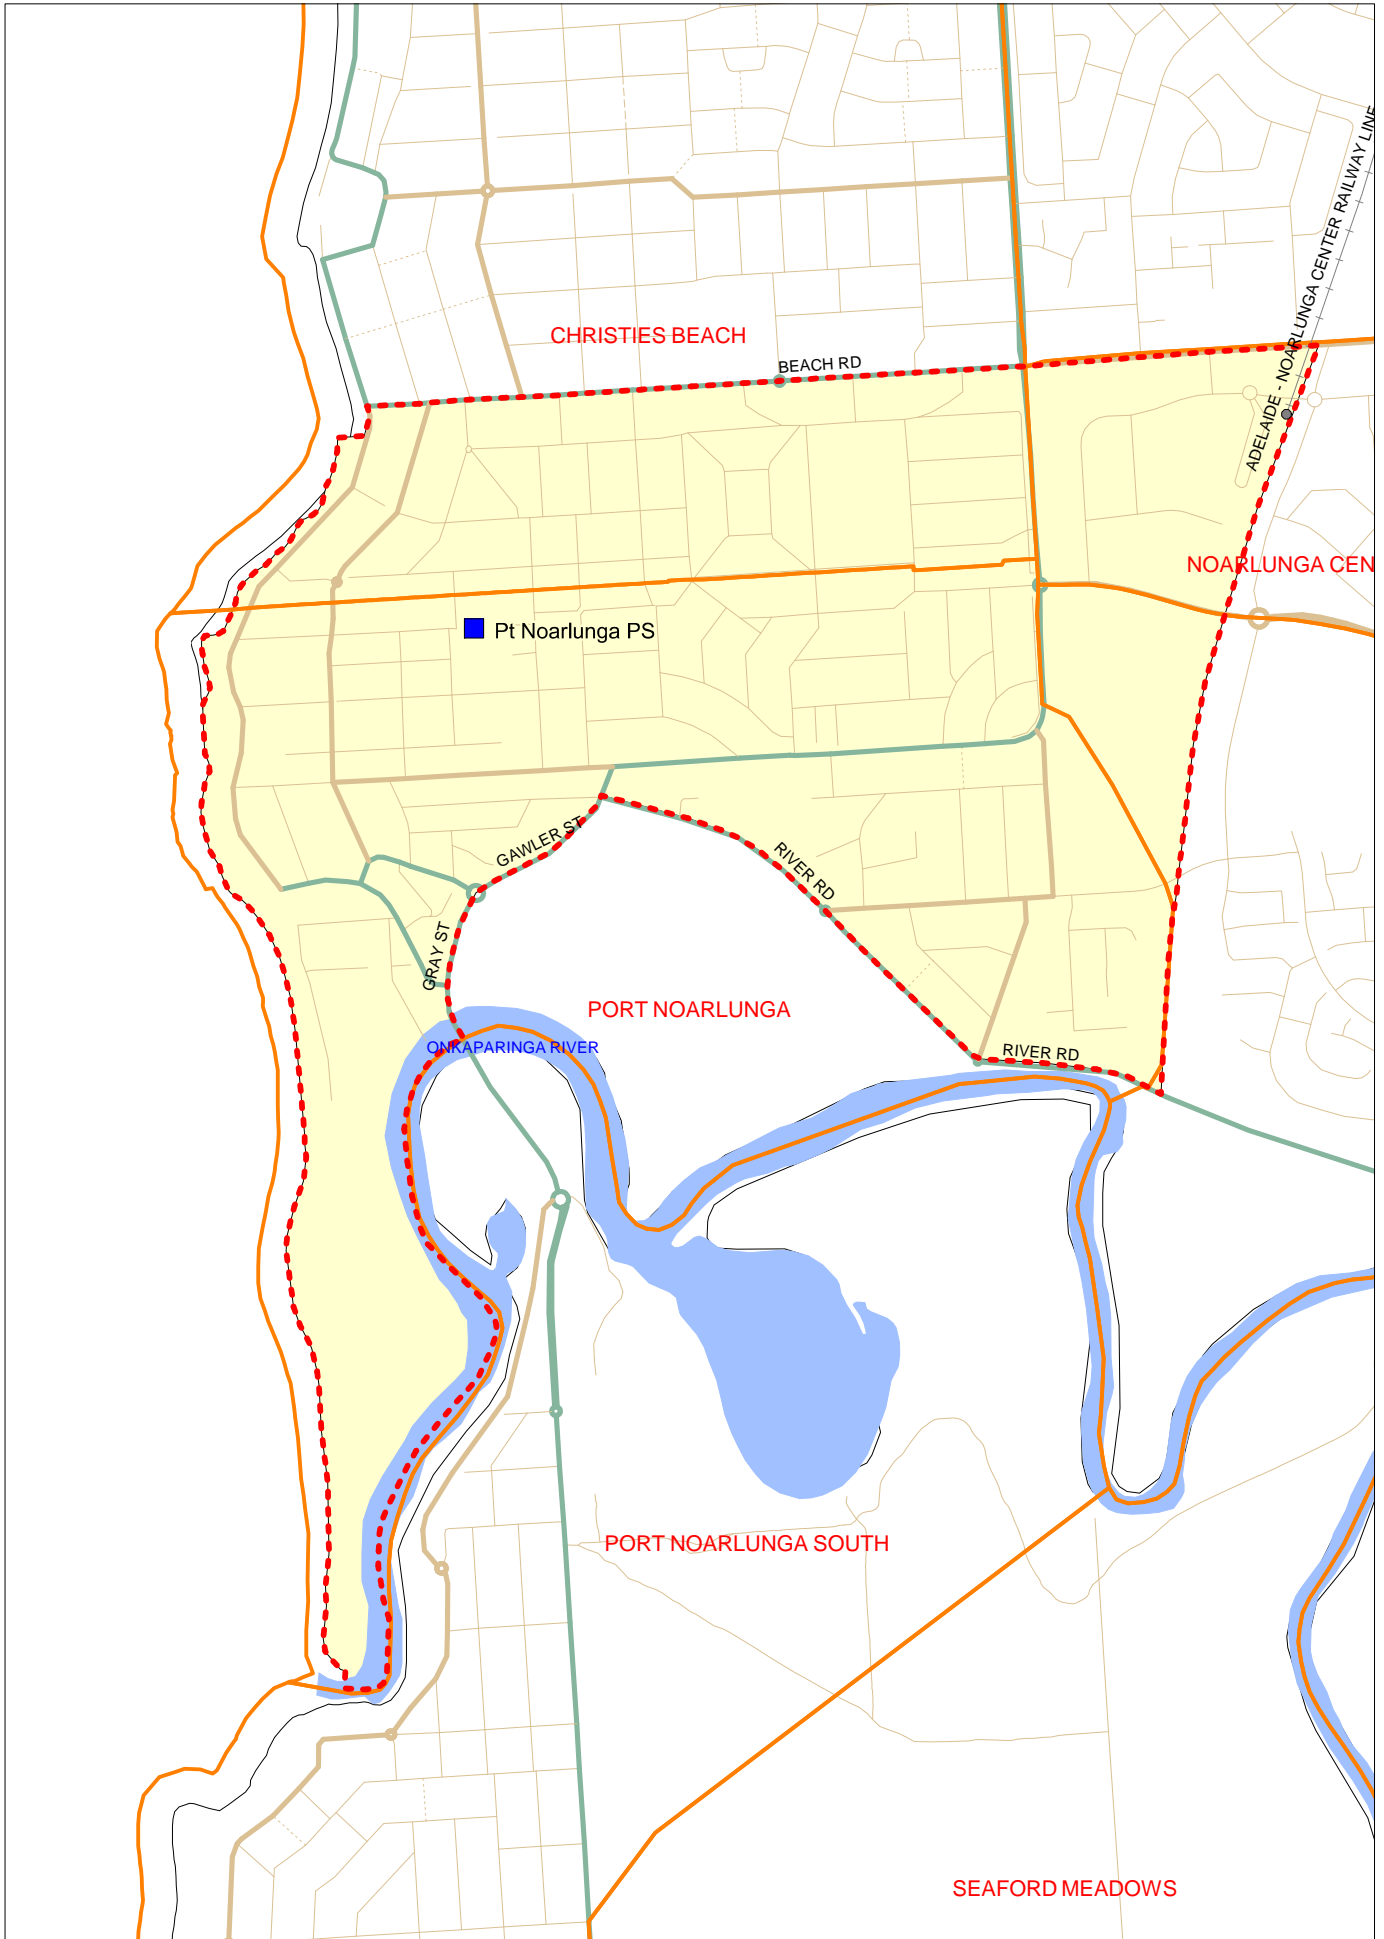 ADELAIDE - NOARLUNGA CENTER RAILWAY LINE
CHRISTIES BEACH
BEACH RD
NOARLUNGA CEN
Pt Noarlunga PS
GAWLER ST
RIVER RD
GRAY ST
PORT NOARLUNGA
ONKAPARINGA RIVER
RIVER RD
PORT NOARLUNGA SOUTH
SEAFORD MEADOWS